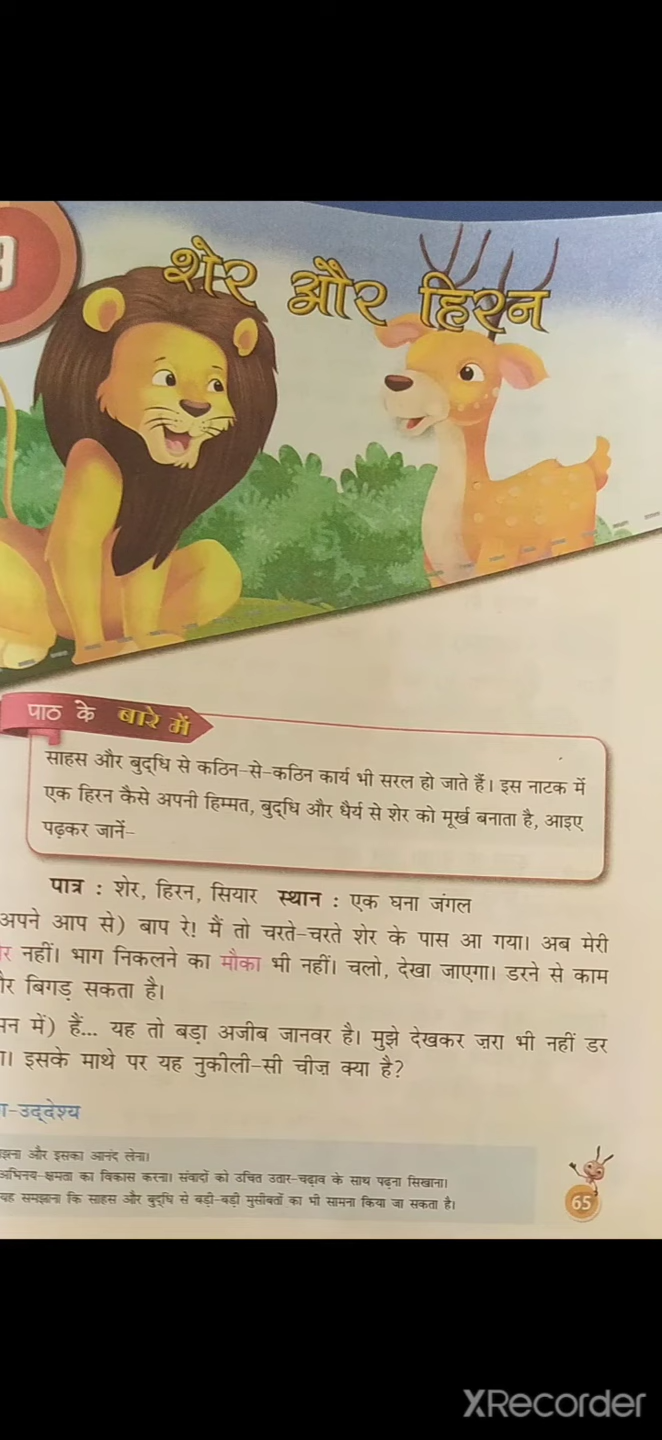 शेर और हिरन
पाठ के बारे में
साहस और बुद्धि से कठिन-से-कठिन कार्य भी सरल हो जाते हैं। इस नाटक में
एक हिरन कैसे अपनी हिम्मत, बुद्धि और धैर्य से शेर को मूर्ख बनाता है, आइए
पढ़कर जानें-
पात्र : शेर, हिरन, सियार स्थान : एक घना जंगल
अपने आप से) बाप रे! मैं तो चरते-चरते शेर के पास आ गया। अब मेरी
नहीं। भाग निकलने का मौका भी नहीं। चलो, देखा जाएगा। डरने से काम
बिगड़ सकता है।
में) हैं... यह तो बड़ा अजीब जानवर है। मुझे देखकर ज़रा भी नहीं डर
इसके माथे पर यह नुकीली-सी चीज़ क्या है?
-उद्देश्य
और इसका आनंद लेना।
अभिनय-क्षमता का विकास करना। संवादों को उचित उतार-चढ़ाव के साथ पढ़ना सिखाना।
यह समझाना कि साहस और बुद्धि से बड़ी-बड़ी मुसीबतों का भी सामना किया जा सकता है।
65
XRecorder